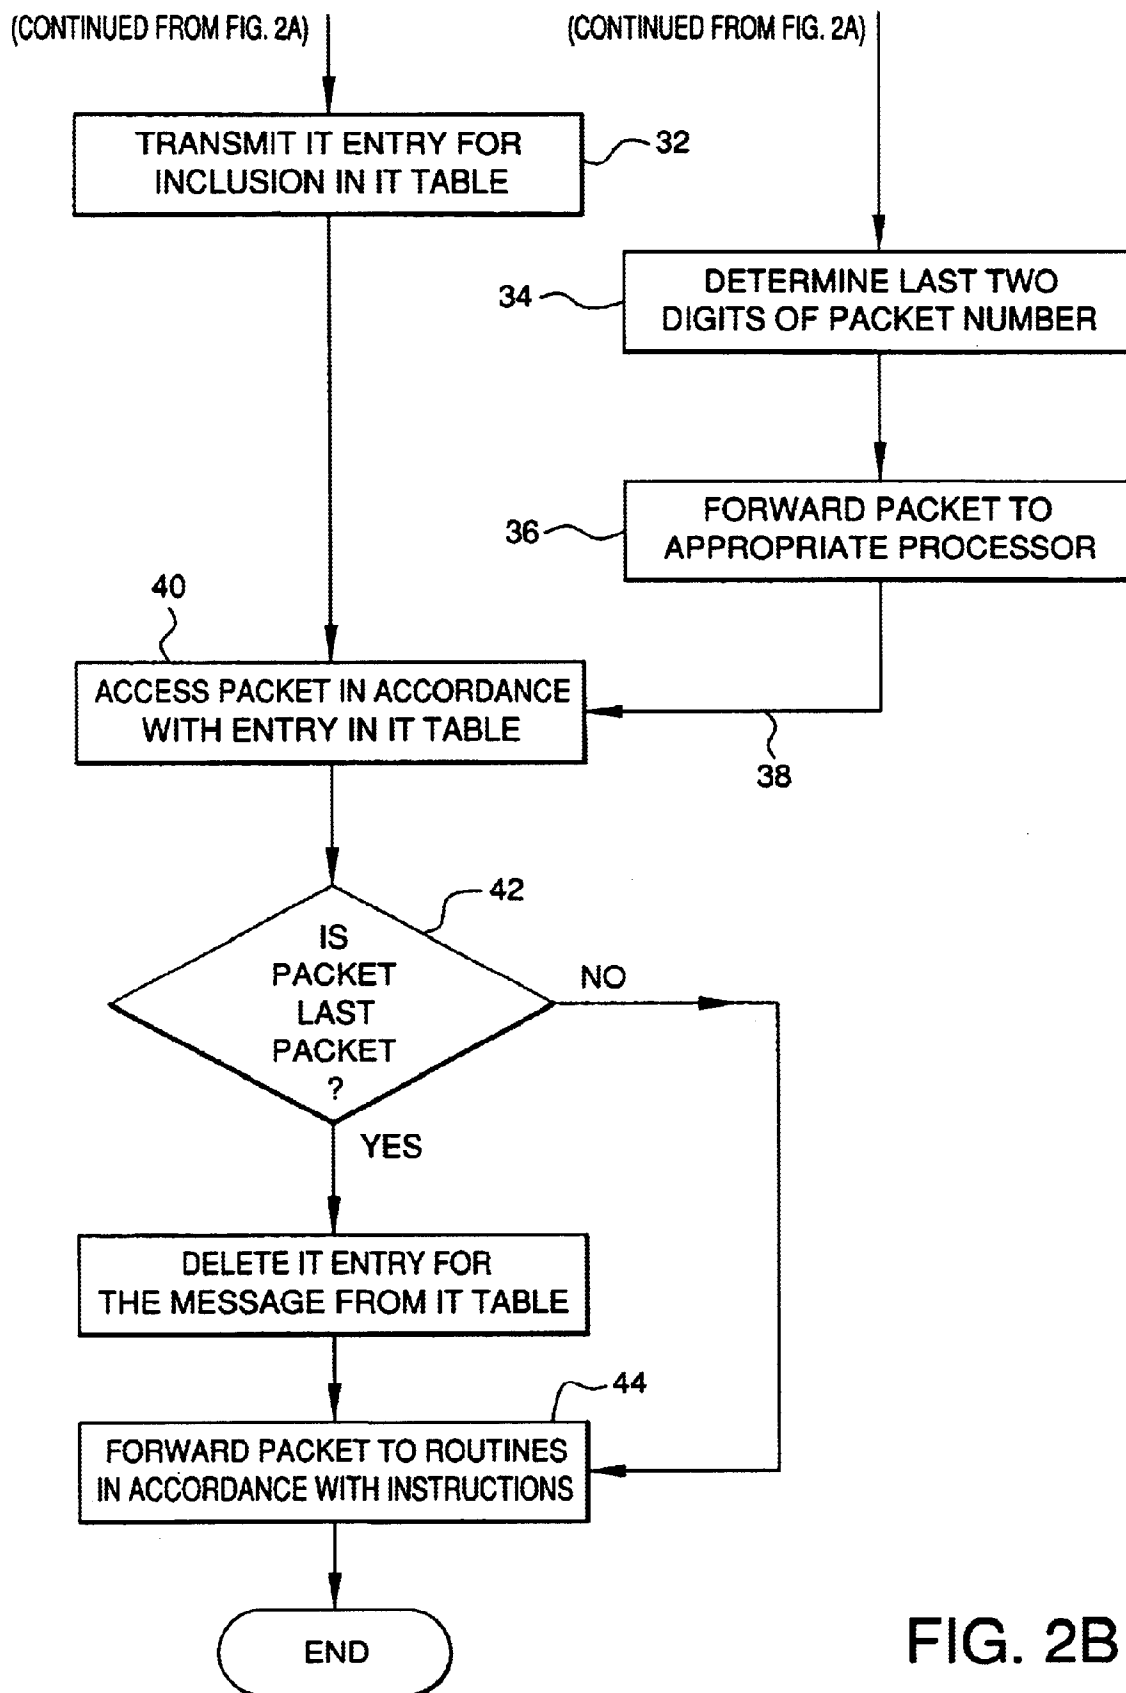 (CONTINUED FROM FIG. 2A)
(CONTINUED FROM FIG. 2A)
TRANSMIT IT ENTRY FOR
INCLUSION IN IT TABLE
32
34
DETERMINE LAST TWO
DIGITS OF PACKET NUMBER
36
FORWARD PACKET TO
APPROPRIATE PROCESSOR
40
ACCESS PACKET IN ACCORDANCE
WITH ENTRY IN IT TABLE
38
42
IS
PACKET
LAST
PACKET
?
NO
YES
DELETE IT ENTRY FOR
THE MESSAGE FROM IT TABLE
44
FORWARD PACKET TO ROUTINES
IN ACCORDANCE WITH INSTRUCTIONS
END
FIG. 2B